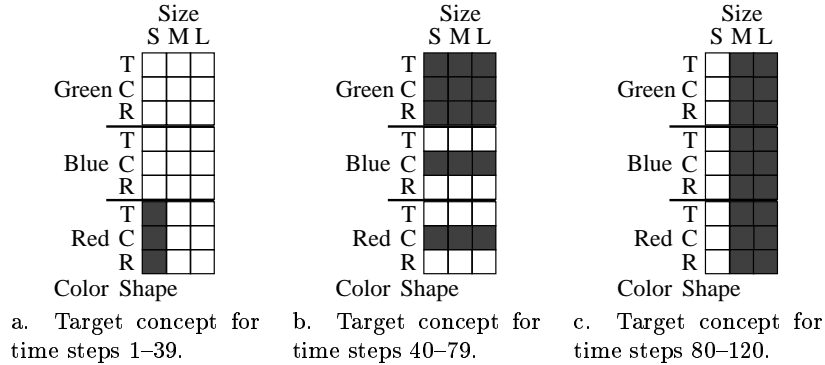 Size
S M L
T
Green C
R
T
Blue C
R
T
Red C
R
Color Shape
a. Target concept for
time steps 1–39.
Size
S M L
T
Green C
R
T
Blue C
R
T
Red C
R
Color Shape
b. Target concept for
time steps 40–79.
Size
S M L
T
Green C
R
T
Blue C
R
T
Red C
R
Color Shape
c. Target concept for
time steps 80–120.